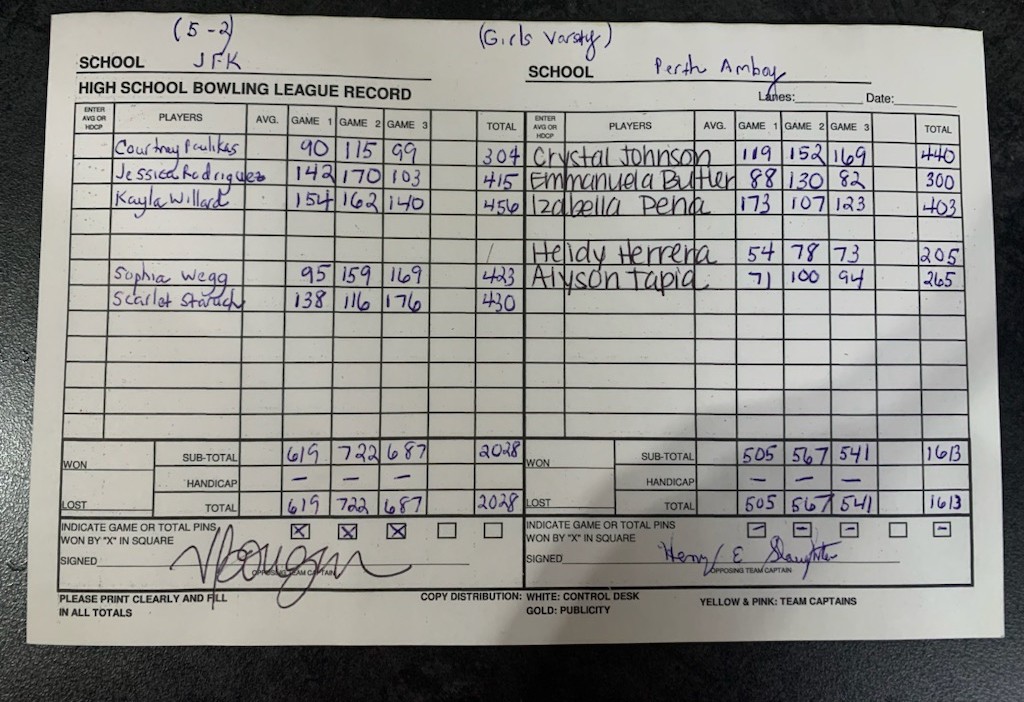 (5-2) (Girls Varsity)
SCHOOL JFK SCHOOL Perth Amboy
HIGH SCHOOL BOWLING LEAGUE RECORD Lanes: Date:
ENTER AVG OR HDCP PLAYERS AVG. GAME 1 GAME 2 GAME 3 TOTAL ENTER AVG OR HDCP PLAYERS AVG. GAME 1 GAME 2 GAME 3 TOTAL
Courtney Paulikas 90 115 99 304 Crystal Johnson 119 152 169 440
Jessica Rodriguez 142 170 103 415 Emmanuela Butler 88 130 82 300
Kayla Willard 154 162 140 456 Izabella Pena 173 107 123 403
Heidy Herrera 54 78 73 205
Sophia Wegg 95 159 169 423 Alyson Tapia 71 100 94 265
Scarlet 138 116 176 430
WON SUB-TOTAL 619 722 687 2028 WON SUB-TOTAL 505 567 541 1613
HANDICAP — — — HANDICAP — — —
LOST TOTAL 619 722 687 2028 LOST TOTAL 505 567 541 1613
INDICATE GAME OR TOTAL PINS X X X INDICATE GAME OR TOTAL PINS — — — —
WON BY "X" IN SQUARE WON BY "X" IN SQUARE
SIGNED SIGNED Henry E Slaughter
OPPOSING TEAM CAPTAIN OPPOSING TEAM CAPTAIN
PLEASE PRINT CLEARLY AND FILL COPY DISTRIBUTION: WHITE: CONTROL DESK YELLOW & PINK: TEAM CAPTAINS
IN ALL TOTALS GOLD: PUBLICITY